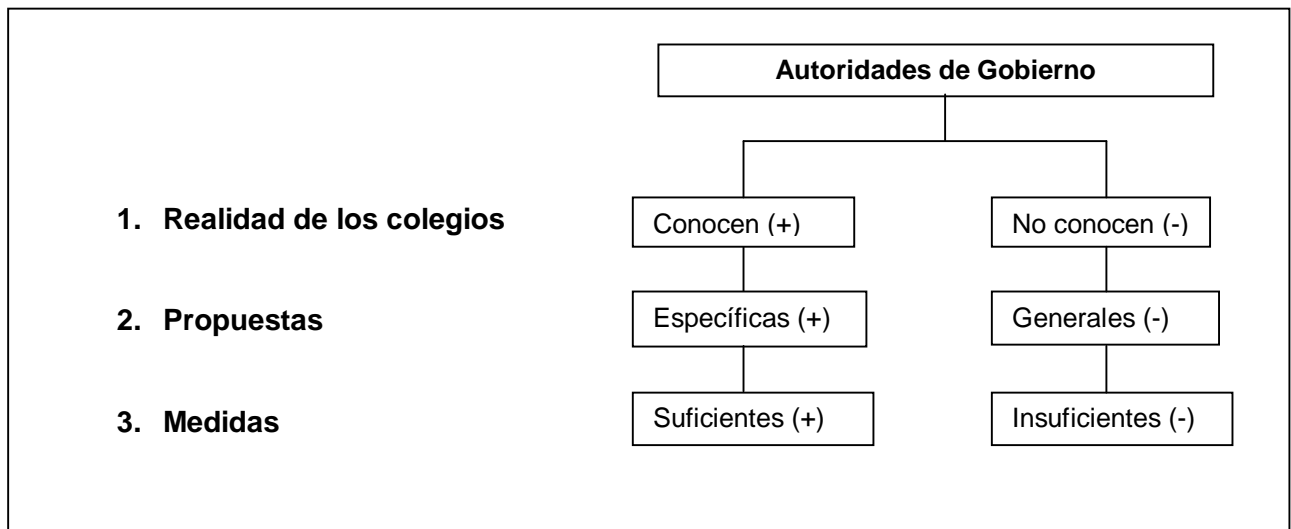 Autoridades de Gobierno
1. Realidad de los colegios
Conocen (+)
No conocen (-)
2. Propuestas
Específicas (+)
Generales (-)
3. Medidas
Suficientes (+)
Insuficientes (-)